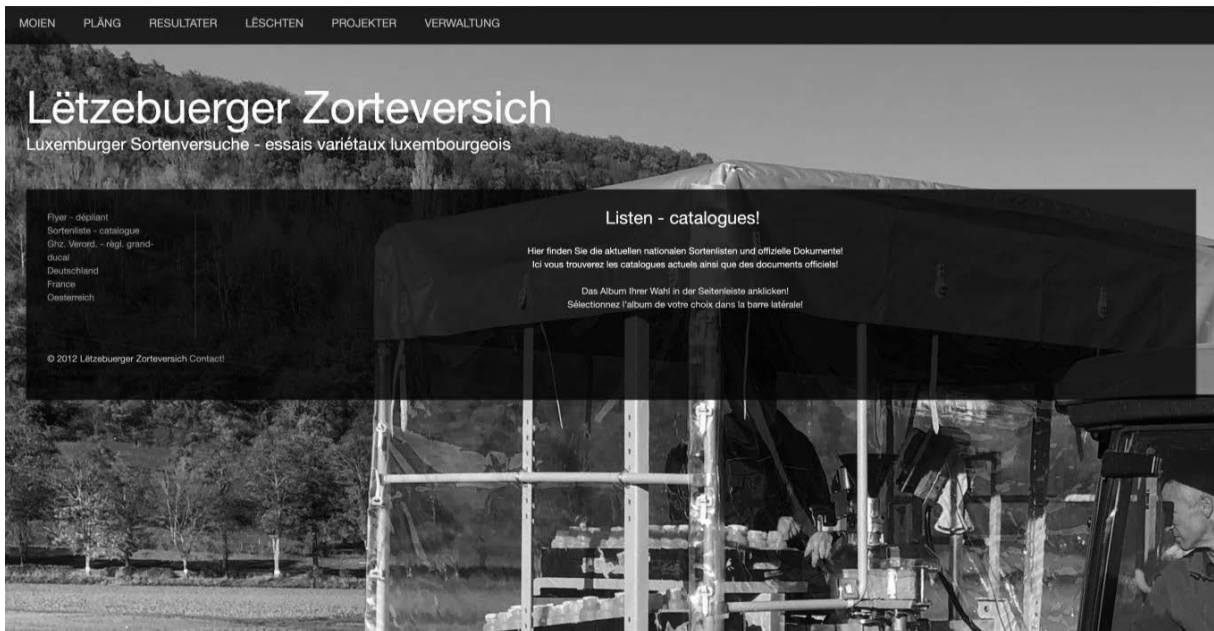 MOIEN PLÄNG RESULTATER LËSCHTEN PROJEKTER VERWALTUNG
Lëtzebuerger Zorteversich
Luxemburger Sortenversuche - essais variétaux luxembourgeois
Flyer - dépliant
Sortenliste - catalogue
Ghz. Verord. - règl. grand-
ducal
Deutschland
France
Oesterreich
Listen - catalogues!
Hier finden Sie die aktuellen nationalen Sortenlisten und offizielle Dokumente!
Ici vous trouverez les catalogues actuels ainsi que des documents officiels!
Das Album Ihrer Wahl in der Seitenleiste anklicken!
Sélectionnez l'album de votre choix dans la barre latérale!
© 2012 Lëtzebuerger Zorteversich Contact!